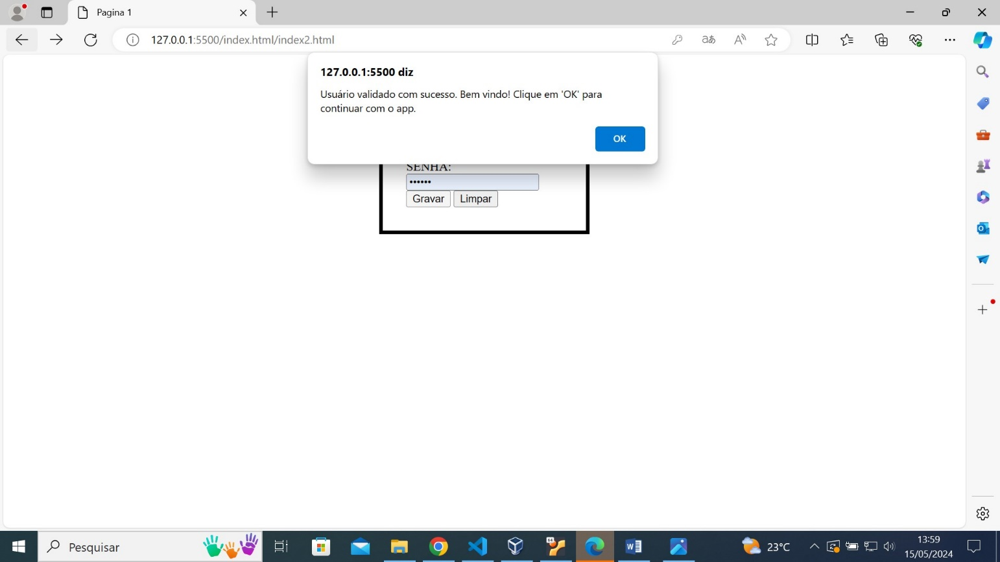 Pagina 1
127.0.0.1:5500/index.html/index2.html
127.0.0.1:5500 diz
Usuário validado com sucesso. Bem vindo! Clique em 'OK' para
continuar com o app.
OK
SENHA:
••••••
Gravar Limpar
Pesquisar
64
23°C
13:59
15/05/2024